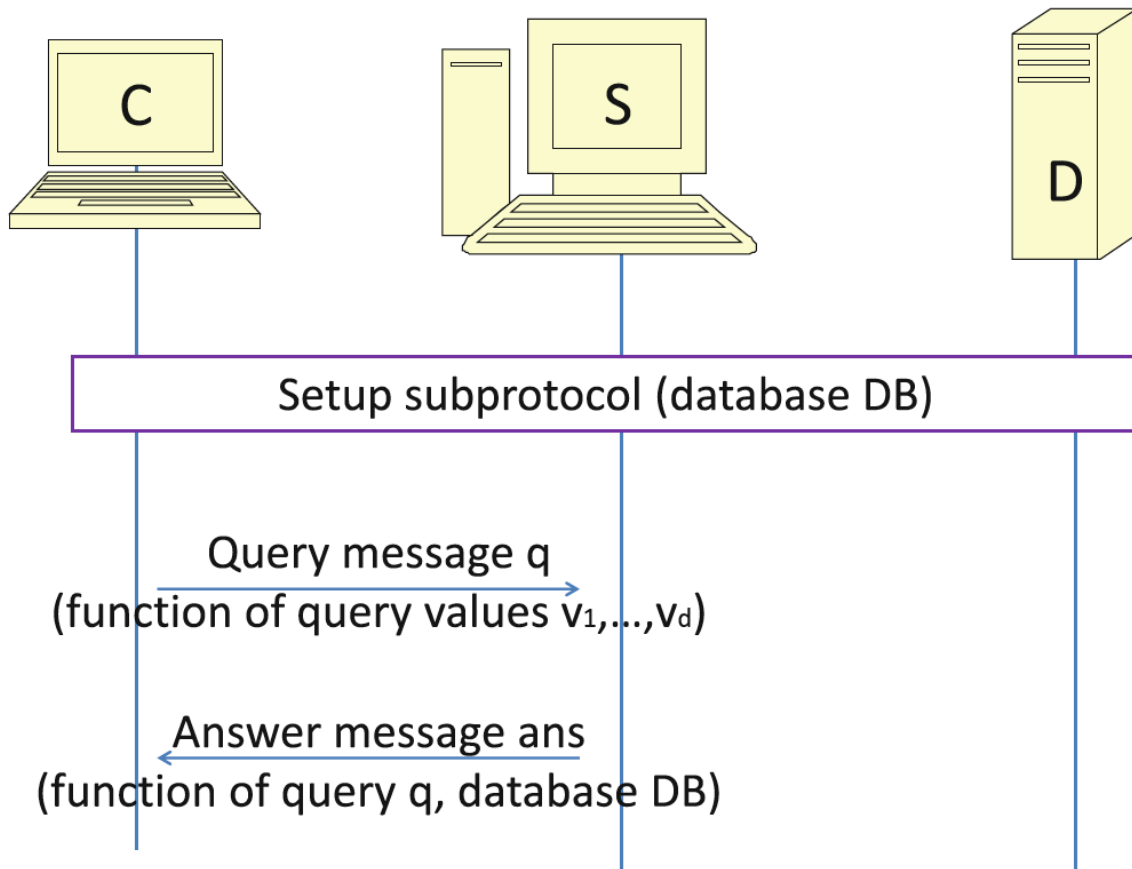 C
S
D
Setup subprotocol (database DB)
Query message q
(function of query values v₁,...,v_d)
Answer message ans
(function of query q, database DB)